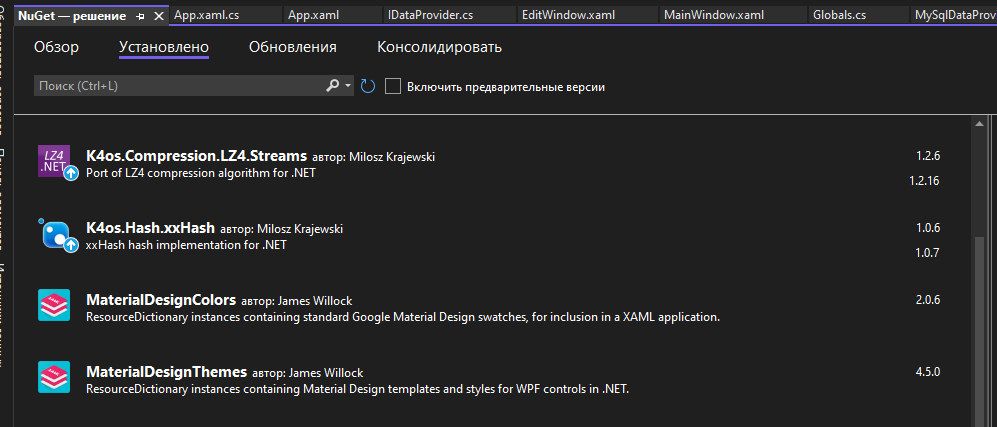 NuGet — решение
App.xaml.cs
App.xaml
IDataProvider.cs
EditWindow.xaml
MainWindow.xaml
Globals.cs
MySqlDataProv
Обзор
Установлено
Обновления
Консолидировать
Поиск (Ctrl+L)
Включить предварительные версии
LZ4
.NET
K4os.Compression.LZ4.Streams автор: Milosz Krajewski
1.2.6
Port of LZ4 compression algorithm for .NET
1.2.16
K4os.Hash.xxHash автор: Milosz Krajewski
1.0.6
xxHash hash implementation for .NET
1.0.7
MaterialDesignColors автор: James Willock
2.0.6
ResourceDictionary instances containing standard Google Material Design swatches, for inclusion in a XAML application.
MaterialDesignThemes автор: James Willock
4.5.0
ResourceDictionary instances containing Material Design templates and styles for WPF controls in .NET.